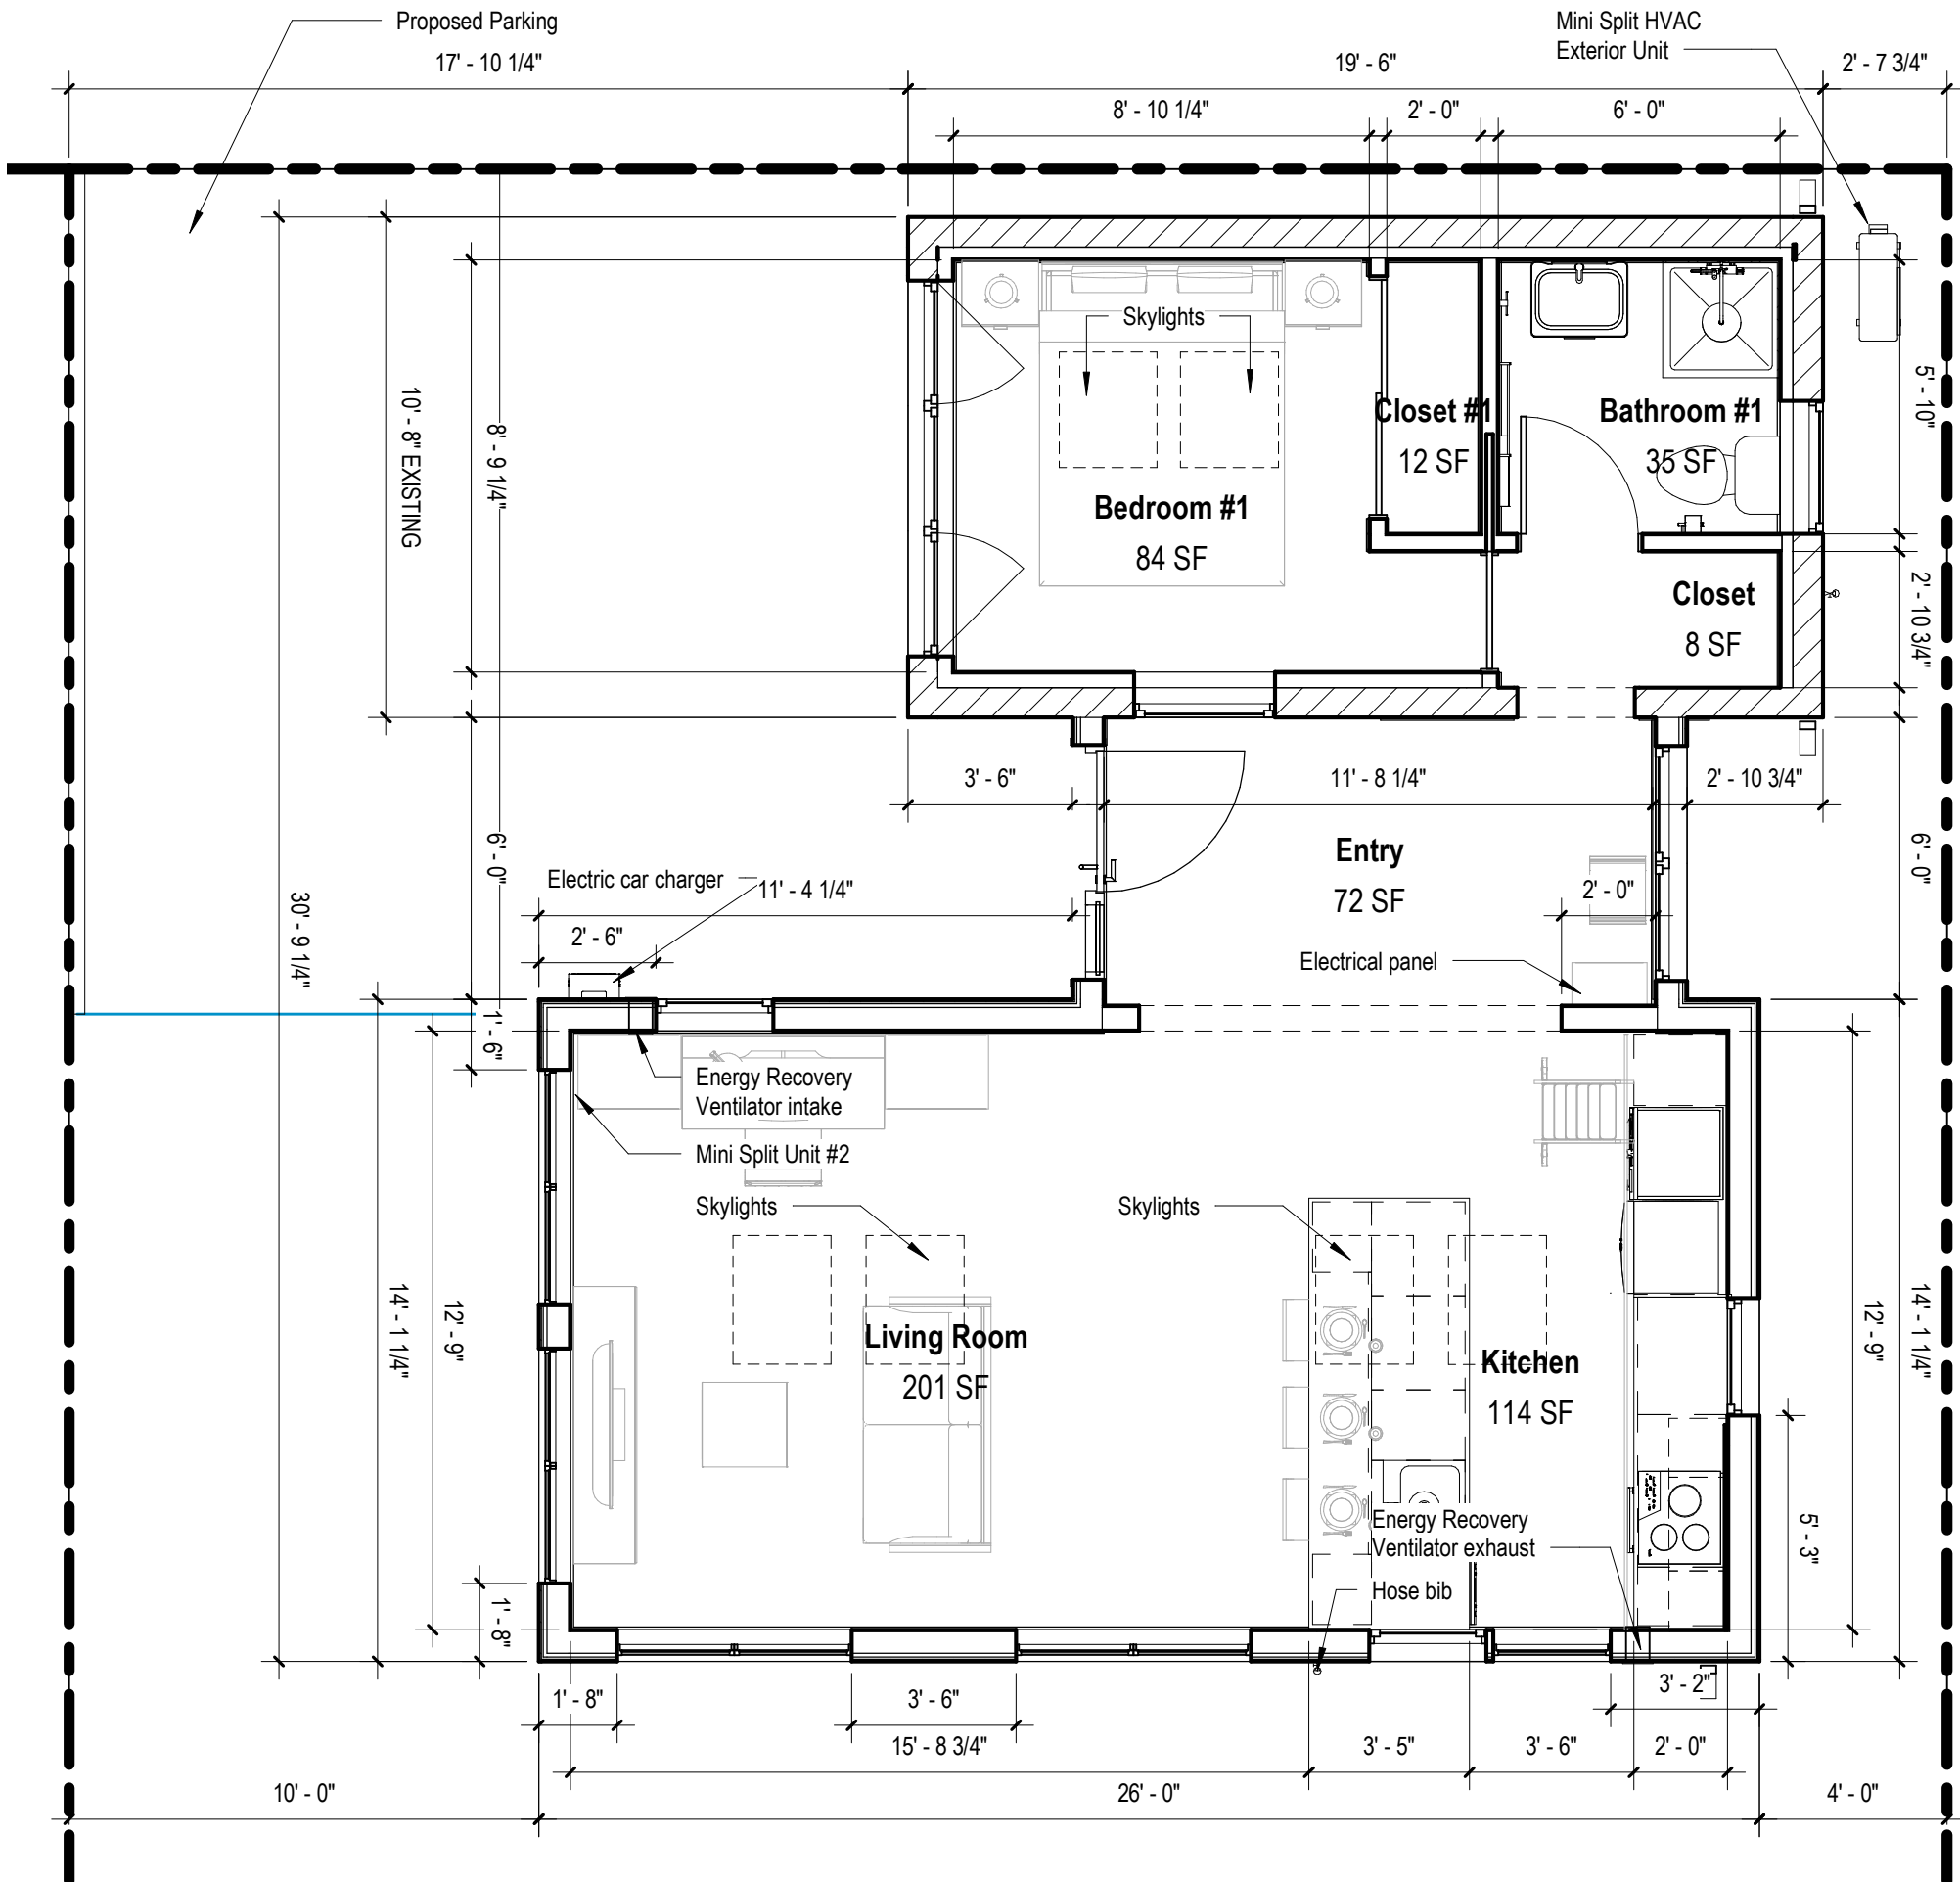 Proposed Parking
Mini Split HVAC
Exterior Unit
17' - 10 1/4"
19' - 6"
2' - 7 3/4"
8' - 10 1/4"
2' - 0"
6' - 0"
Skylights
Closet #1
12 SF
Bathroom #1
35 SF
5' - 10"
10' - 8" EXISTING
8' - 9 1/4"
Bedroom #1
84 SF
Closet
8 SF
2' - 10 3/4"
3' - 6"
11' - 8 1/4"
2' - 10 3/4"
6' - 0"
Entry
72 SF
6' - 0"
Electric car charger
11' - 4 1/4"
2' - 0"
30' - 9 1/4"
2' - 6"
Electrical panel
1' - 6"
Energy Recovery
Ventilator intake
Mini Split Unit #2
Skylights
Skylights
14' - 1 1/4"
12' - 9"
Living Room
201 SF
Kitchen
114 SF
12' - 9"
14' - 1 1/4"
Energy Recovery
Ventilator exhaust
5' - 3"
Hose bib
1' - 8"
1' - 8"
3' - 6"
3' - 2"
15' - 8 3/4"
3' - 5"
3' - 6"
2' - 0"
10' - 0"
26' - 0"
4' - 0"